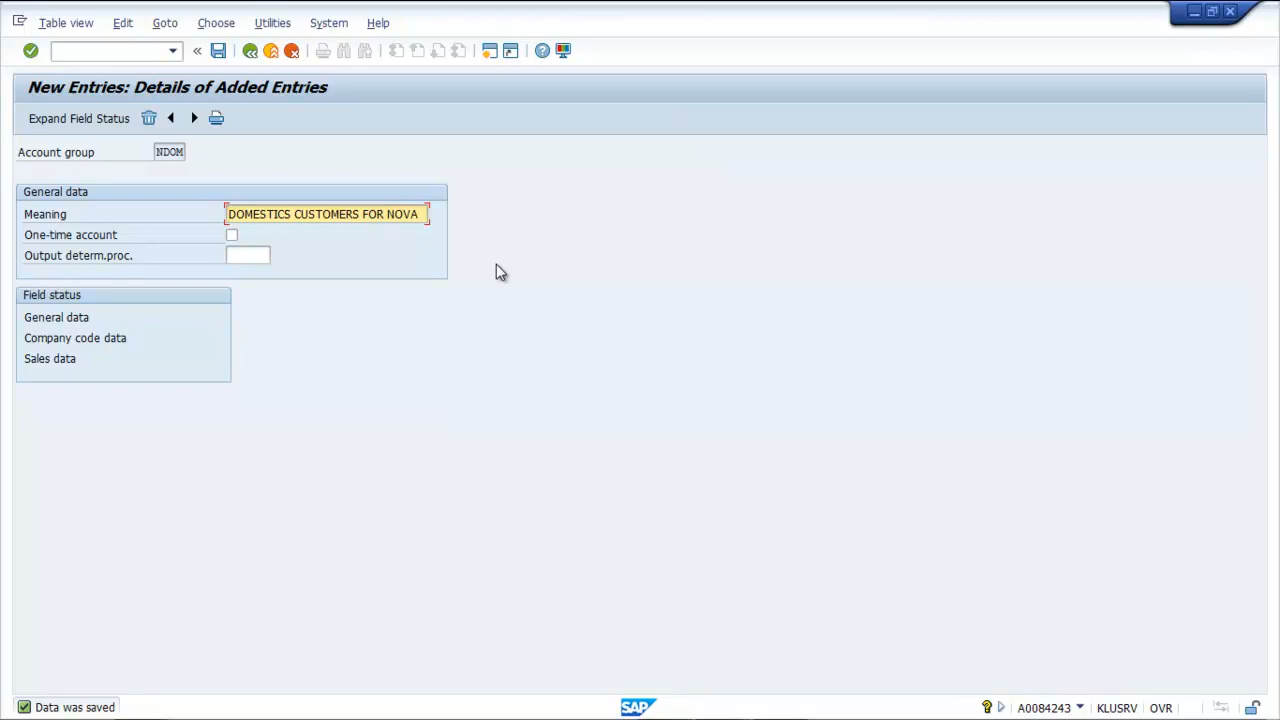 Table view Edit Goto Choose Utilities System Help
New Entries: Details of Added Entries
Expand Field Status
Account group NDOM
General data
Meaning DOMESTICS CUSTOMERS FOR NOVA
One-time account
Output determ.proc.
Field status
General data
Company code data
Sales data
Data was saved SAP A0084243 KLUSRV OVR